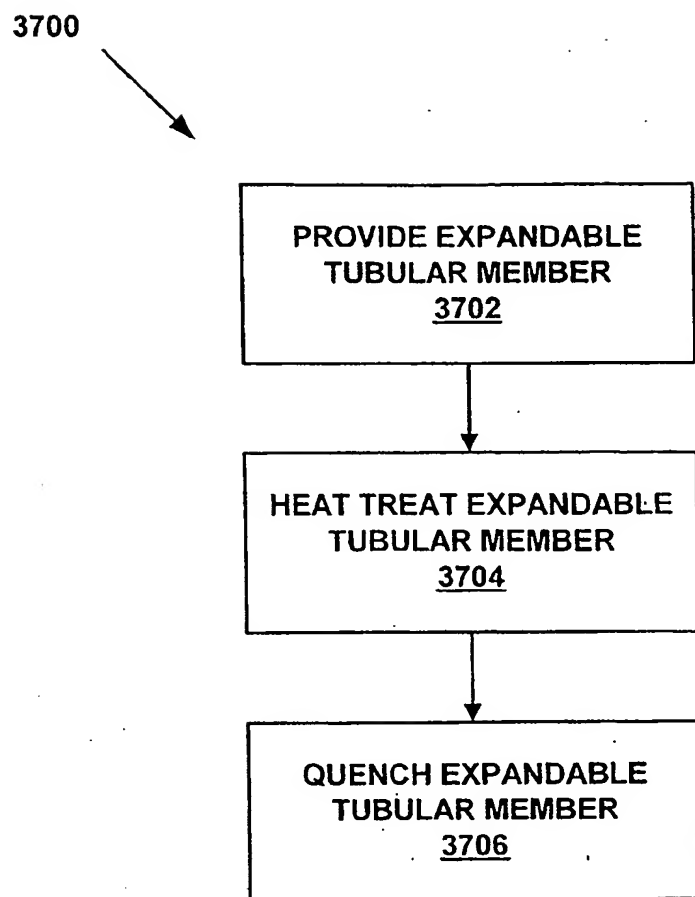 3700
PROVIDE EXPANDABLE
TUBULAR MEMBER
3702
HEAT TREAT EXPANDABLE
TUBULAR MEMBER
3704
QUENCH EXPANDABLE
TUBULAR MEMBER
3706